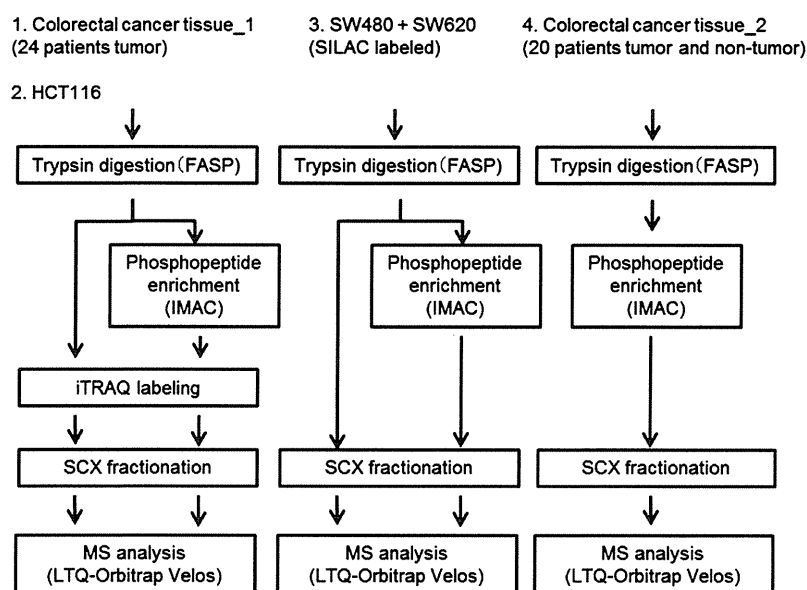 1. Colorectal cancer tissue_1
(24 patients tumor)
2. HCT116
Trypsin digestion(FASP)
Phosphopeptide
enrichment
(IMAC)
iTRAQ labeling
SCX fractionation
MS analysis
(LTQ-Orbitrap Velos)
3. SW480 + SW620
(SILAC labeled)
Trypsin digestion(FASP)
Phosphopeptide
enrichment
(IMAC)
SCX fractionation
MS analysis
(LTQ-Orbitrap Velos)
4. Colorectal cancer tissue_2
(20 patients tumor and non-tumor)
Trypsin digestion(FASP)
Phosphopeptide
enrichment
(IMAC)
SCX fractionation
MS analysis
(LTQ-Orbitrap Velos)